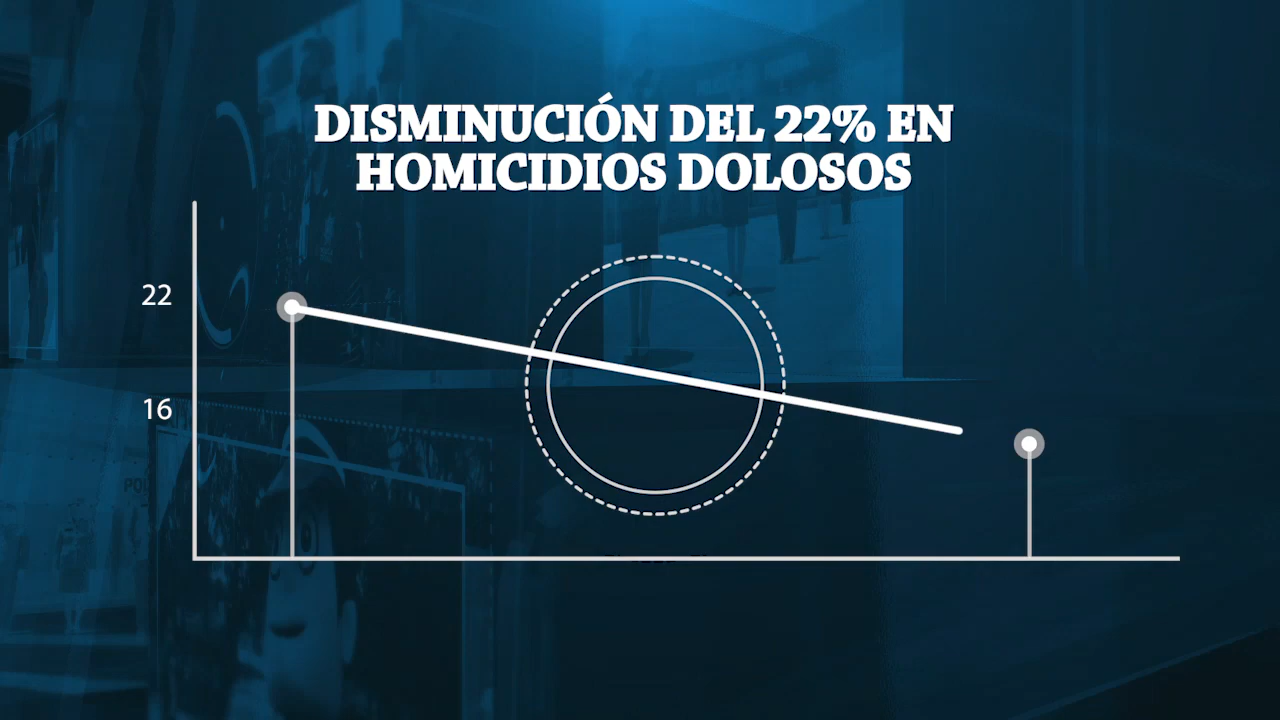 DISMINUCIÓN DEL 22% EN
HOMICIDIOS DOLOSOS
22
16